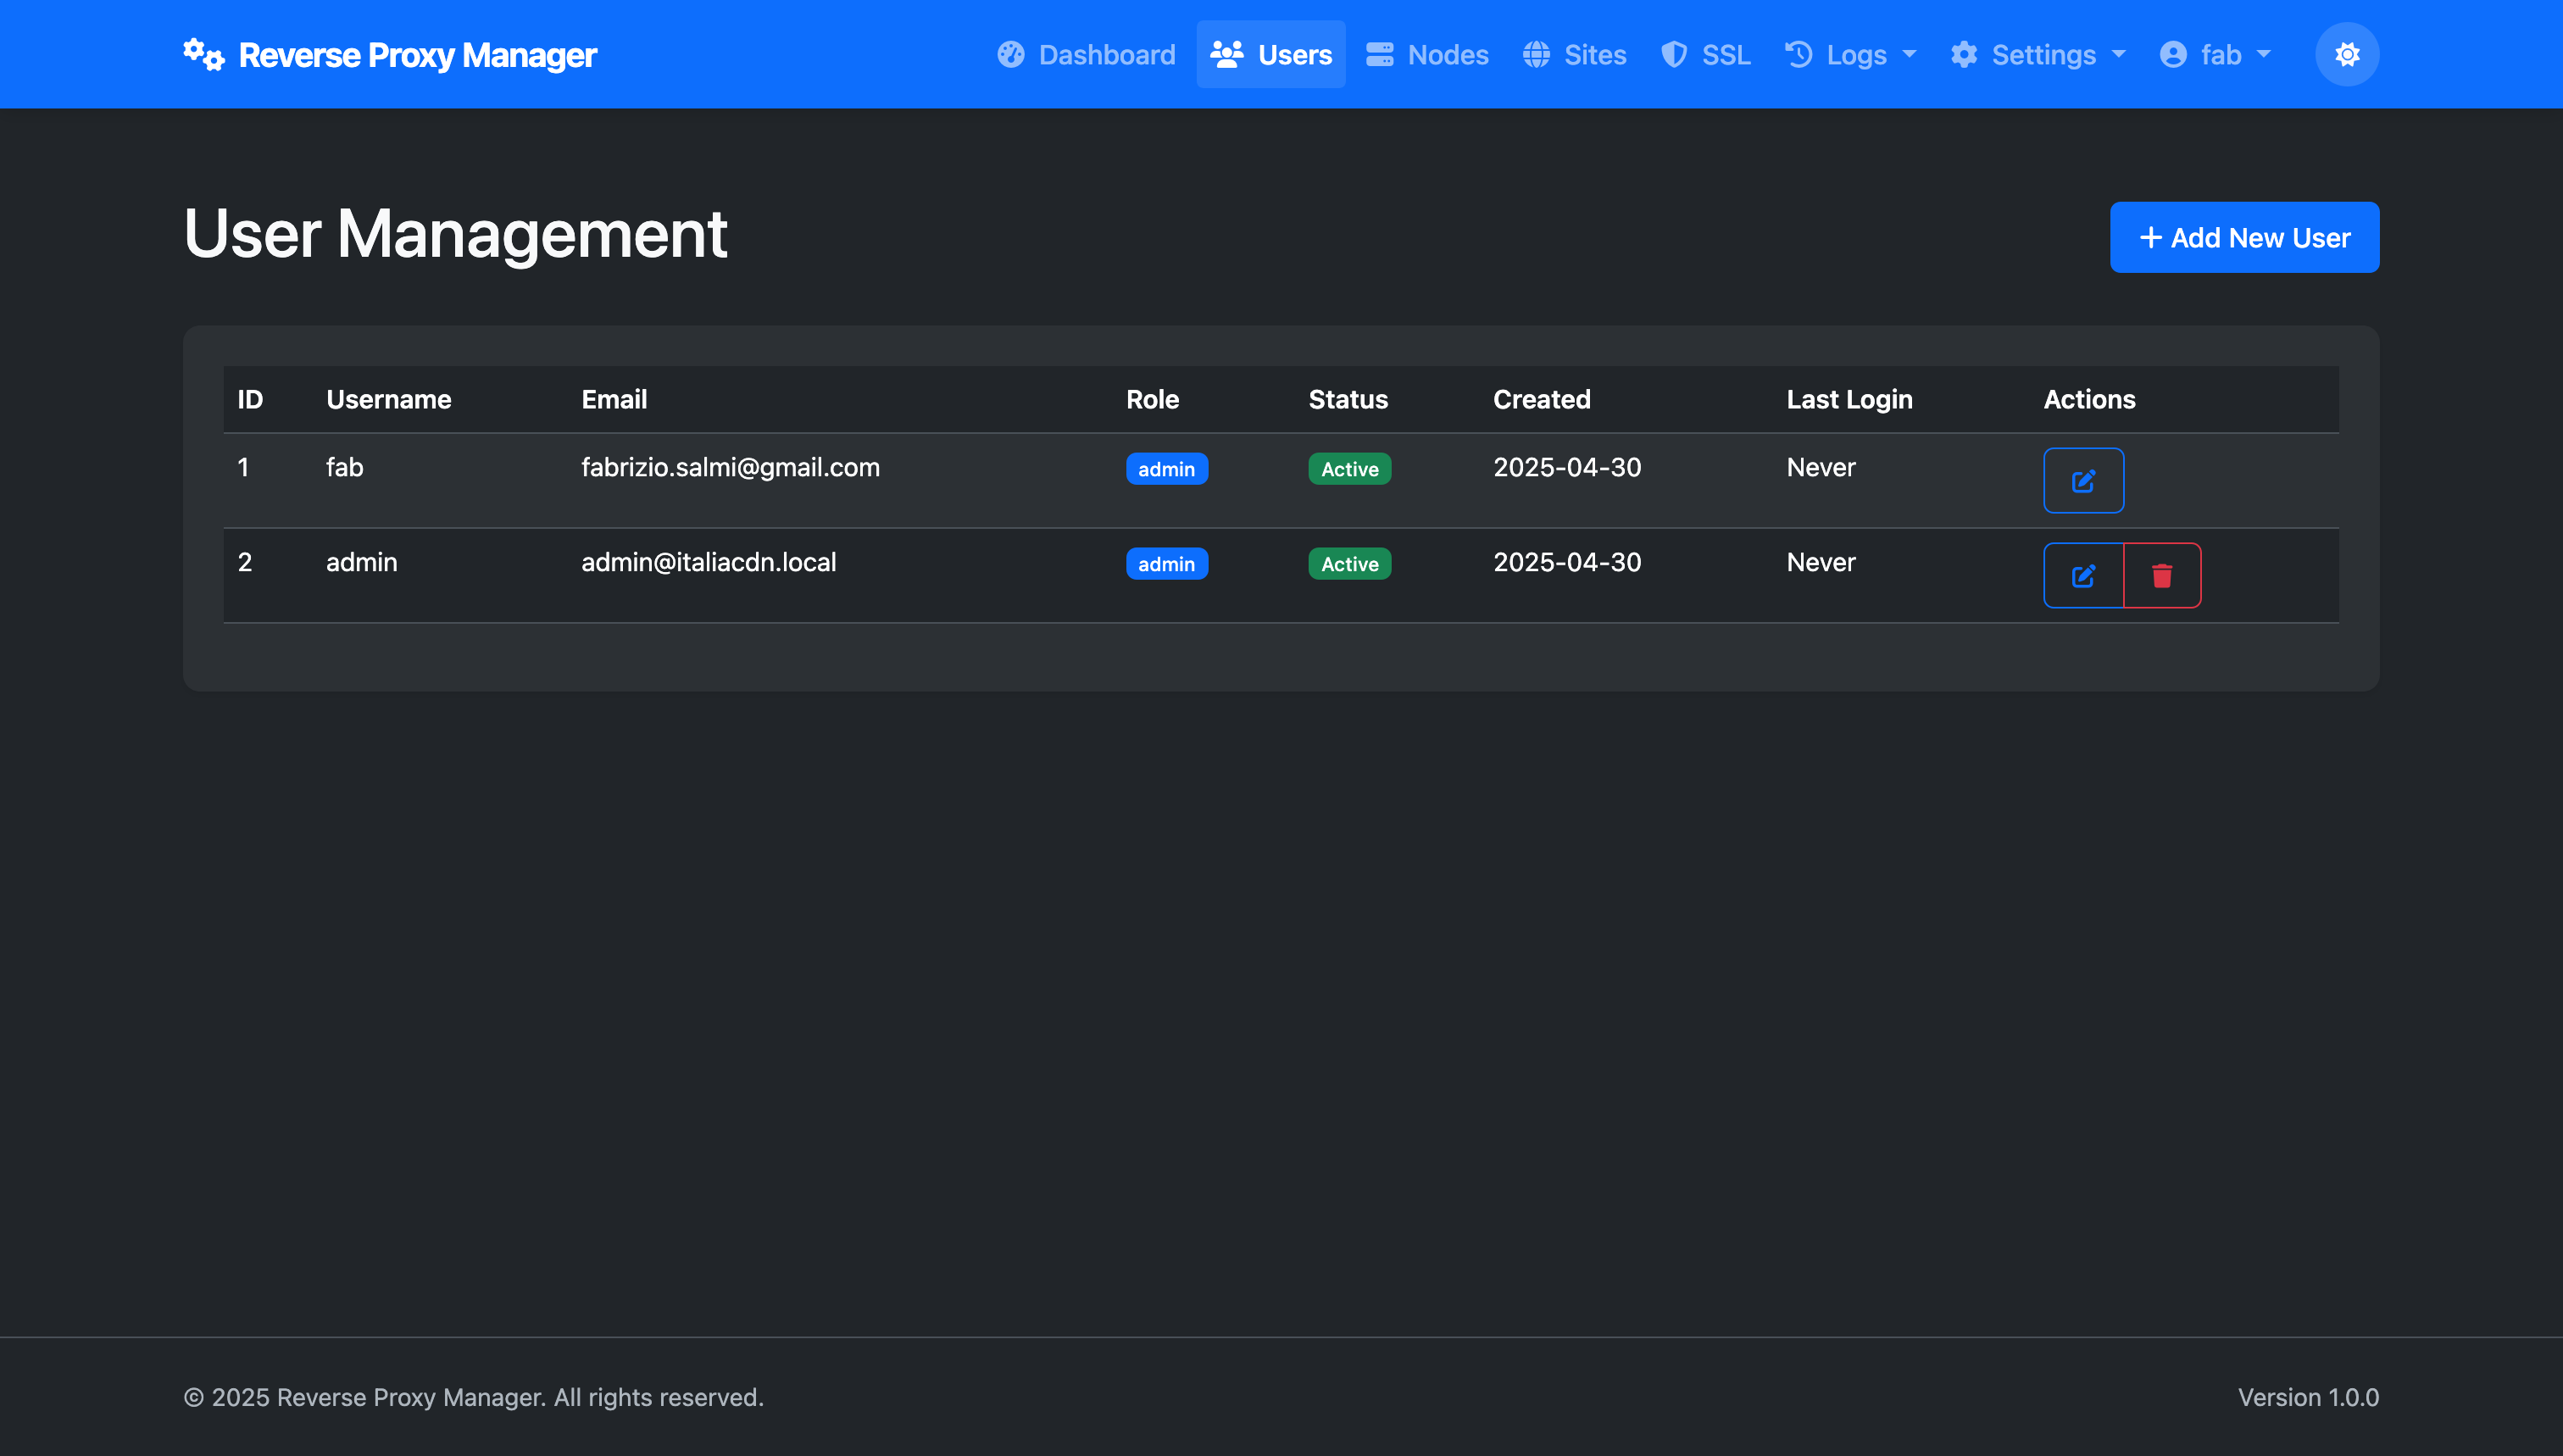 Reverse Proxy Manager Dashboard Users Nodes Sites SSL Logs Settings fab
User Management
+ Add New User
ID Username Email Role Status Created Last Login Actions
1 fab fabrizio.salmi@gmail.com admin Active 2025-04-30 Never
2 admin admin@italiacdn.local admin Active 2025-04-30 Never
© 2025 Reverse Proxy Manager. All rights reserved. Version 1.0.0